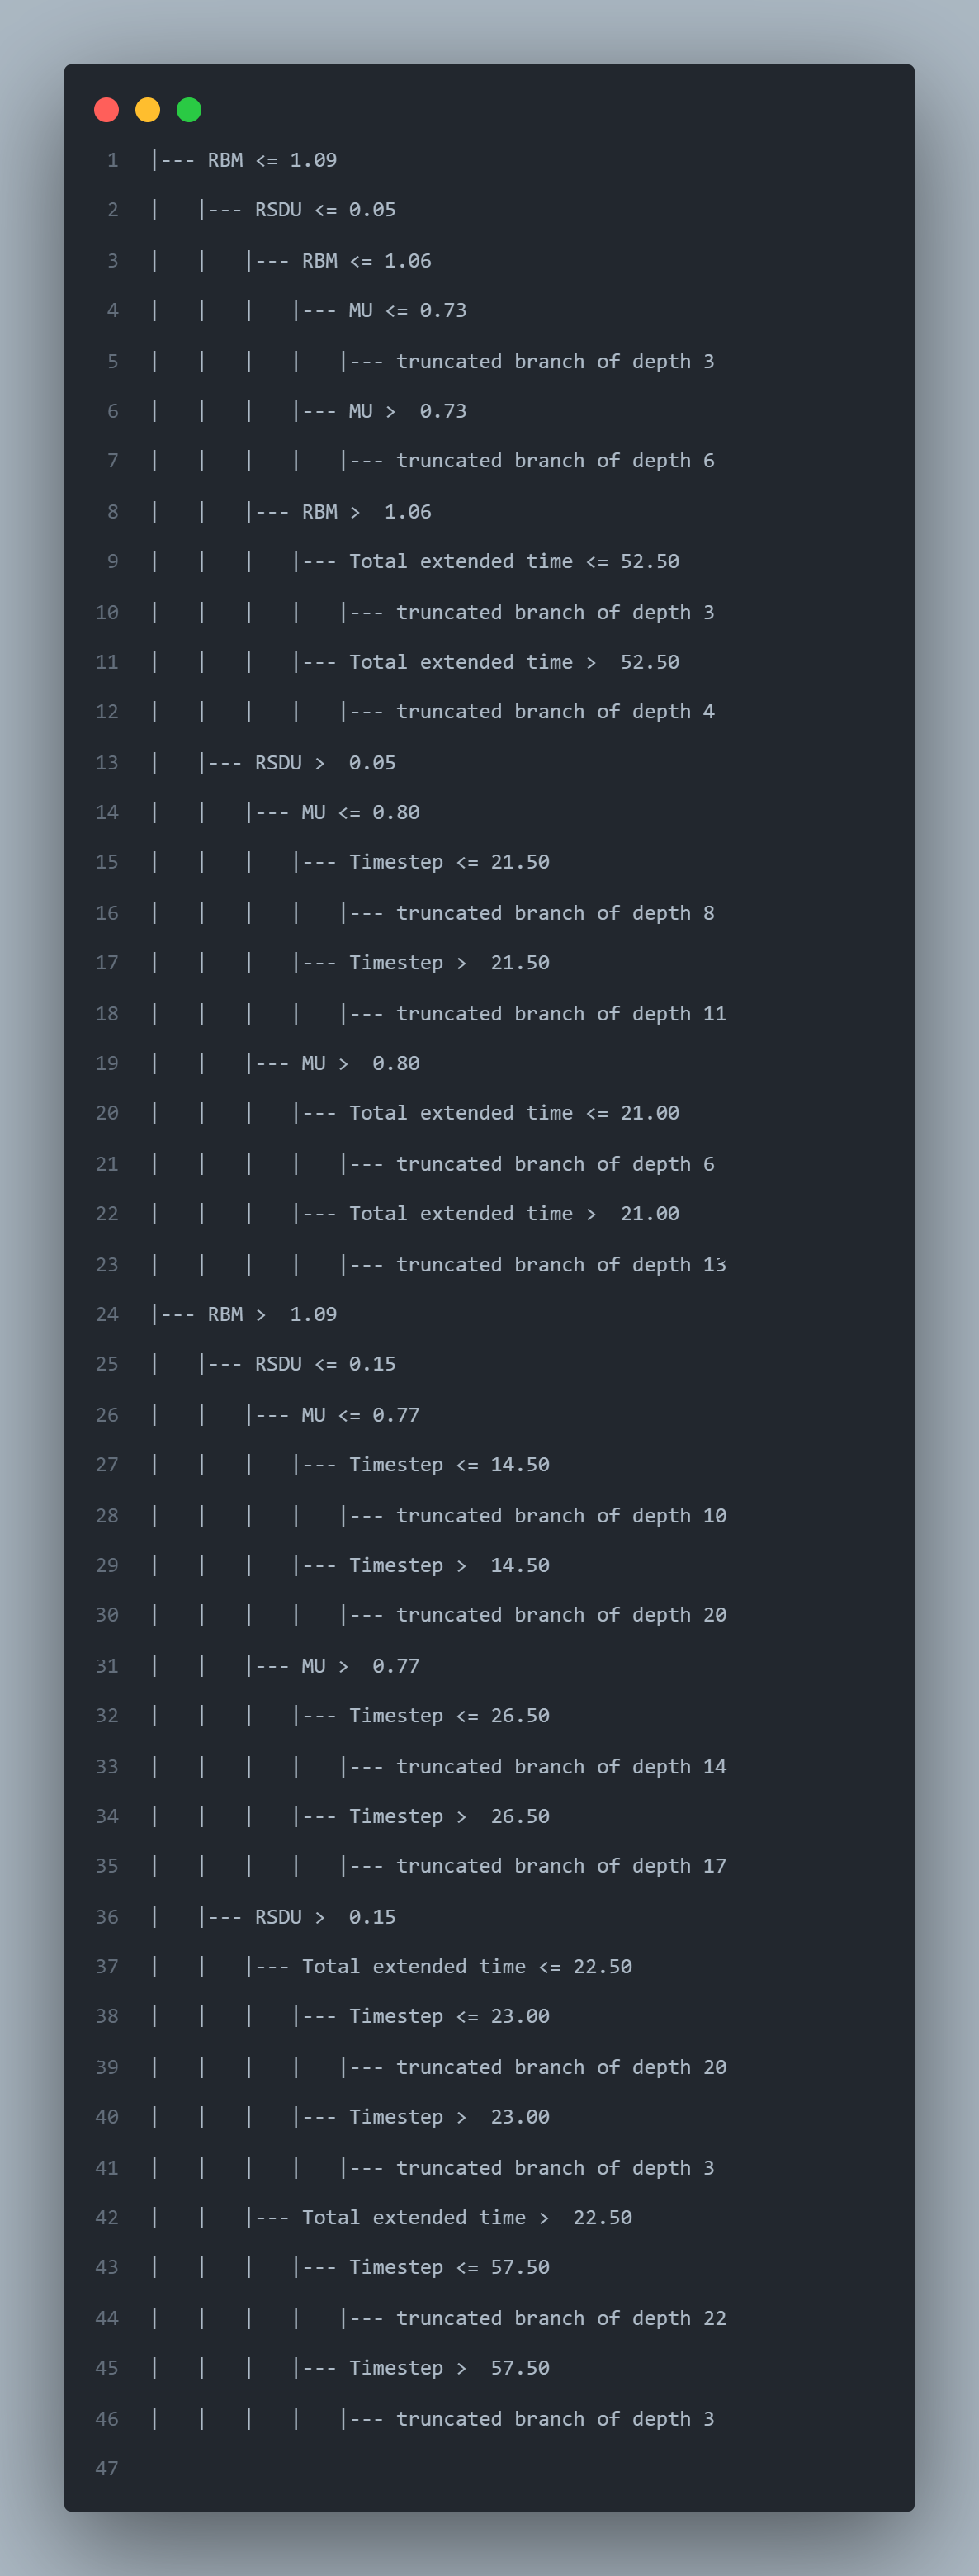 1 |--- RBM <= 1.09
2 |   |--- RSDU <= 0.05
3 |   |   |--- RBM <= 1.06
4 |   |   |   |--- MU <= 0.73
5 |   |   |   |   |--- truncated branch of depth 3
6 |   |   |   |--- MU >  0.73
7 |   |   |   |   |--- truncated branch of depth 6
8 |   |   |--- RBM >  1.06
9 |   |   |   |--- Total extended time <= 52.50
10 |   |   |   |   |--- truncated branch of depth 3
11 |   |   |   |--- Total extended time >  52.50
12 |   |   |   |   |--- truncated branch of depth 4
13 |   |--- RSDU >  0.05
14 |   |   |--- MU <= 0.80
15 |   |   |   |--- Timestep <= 21.50
16 |   |   |   |   |--- truncated branch of depth 8
17 |   |   |   |--- Timestep >  21.50
18 |   |   |   |   |--- truncated branch of depth 11
19 |   |   |--- MU >  0.80
20 |   |   |   |--- Total extended time <= 21.00
21 |   |   |   |   |--- truncated branch of depth 6
22 |   |   |   |--- Total extended time >  21.00
23 |   |   |   |   |--- truncated branch of depth 13
24 |--- RBM >  1.09
25 |   |--- RSDU <= 0.15
26 |   |   |--- MU <= 0.77
27 |   |   |   |--- Timestep <= 14.50
28 |   |   |   |   |--- truncated branch of depth 10
29 |   |   |   |--- Timestep >  14.50
30 |   |   |   |   |--- truncated branch of depth 20
31 |   |   |--- MU >  0.77
32 |   |   |   |--- Timestep <= 26.50
33 |   |   |   |   |--- truncated branch of depth 14
34 |   |   |   |--- Timestep >  26.50
35 |   |   |   |   |--- truncated branch of depth 17
36 |   |--- RSDU >  0.15
37 |   |   |--- Total extended time <= 22.50
38 |   |   |   |--- Timestep <= 23.00
39 |   |   |   |   |--- truncated branch of depth 20
40 |   |   |   |--- Timestep >  23.00
41 |   |   |   |   |--- truncated branch of depth 3
42 |   |   |--- Total extended time >  22.50
43 |   |   |   |--- Timestep <= 57.50
44 |   |   |   |   |--- truncated branch of depth 22
45 |   |   |   |--- Timestep >  57.50
46 |   |   |   |   |--- truncated branch of depth 3
47